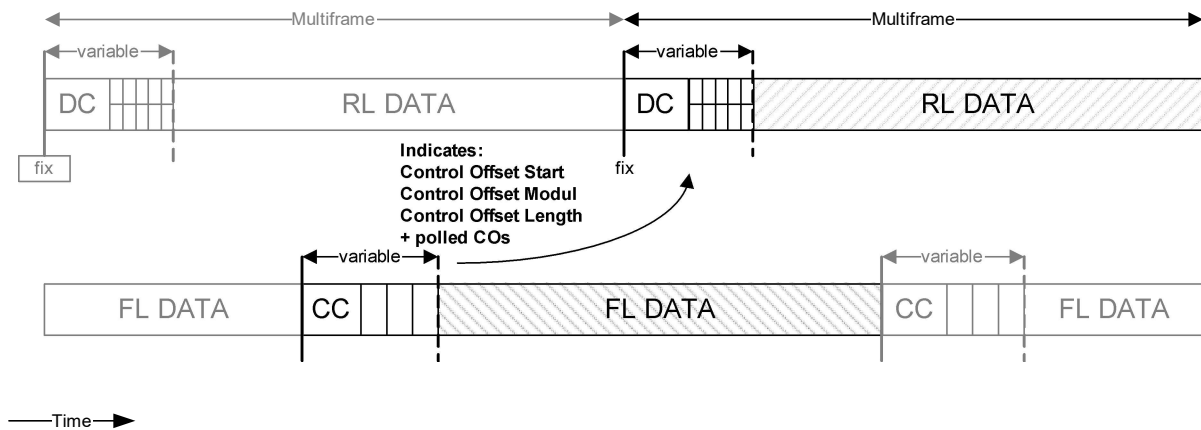 Multiframe
Multiframe
variable
variable
DC
RL DATA
DC
RL DATA
fix
fix
Indicates:
Control Offset Start
Control Offset Modul
Control Offset Length
+ polled COs
variable
variable
FL DATA
CC
FL DATA
CC
FL DATA
Time